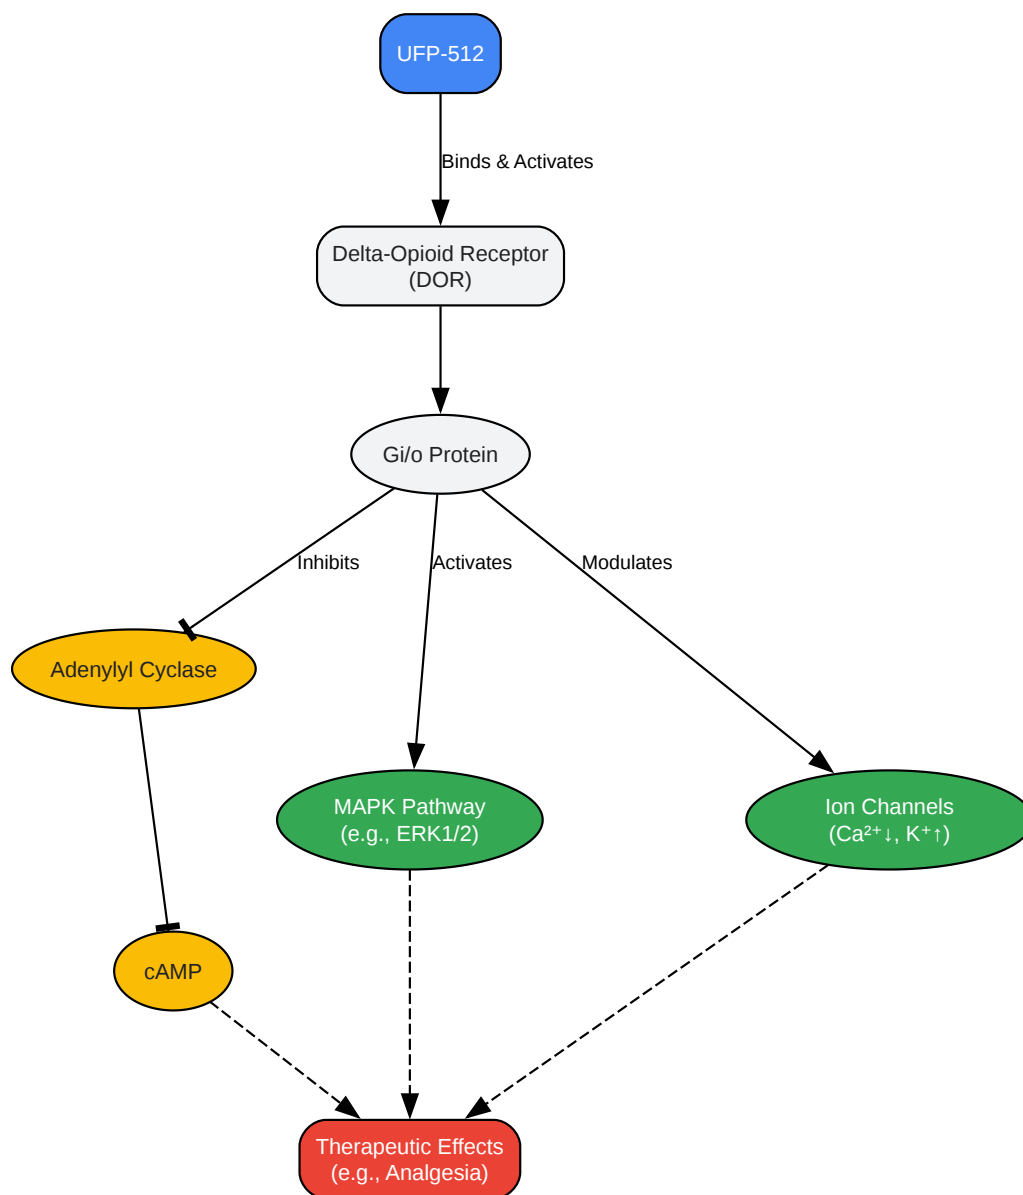 UFP-512
Binds & Activates
Delta-Opioid Receptor
(DOR)
Gi/o Protein
Inhibits
Activates
Modulates
Adenylyl Cyclase
MAPK Pathway
(e.g., ERK1/2)
Ion Channels
(Ca²⁺↓, K⁺↑)
cAMP
Therapeutic Effects
(e.g., Analgesia)